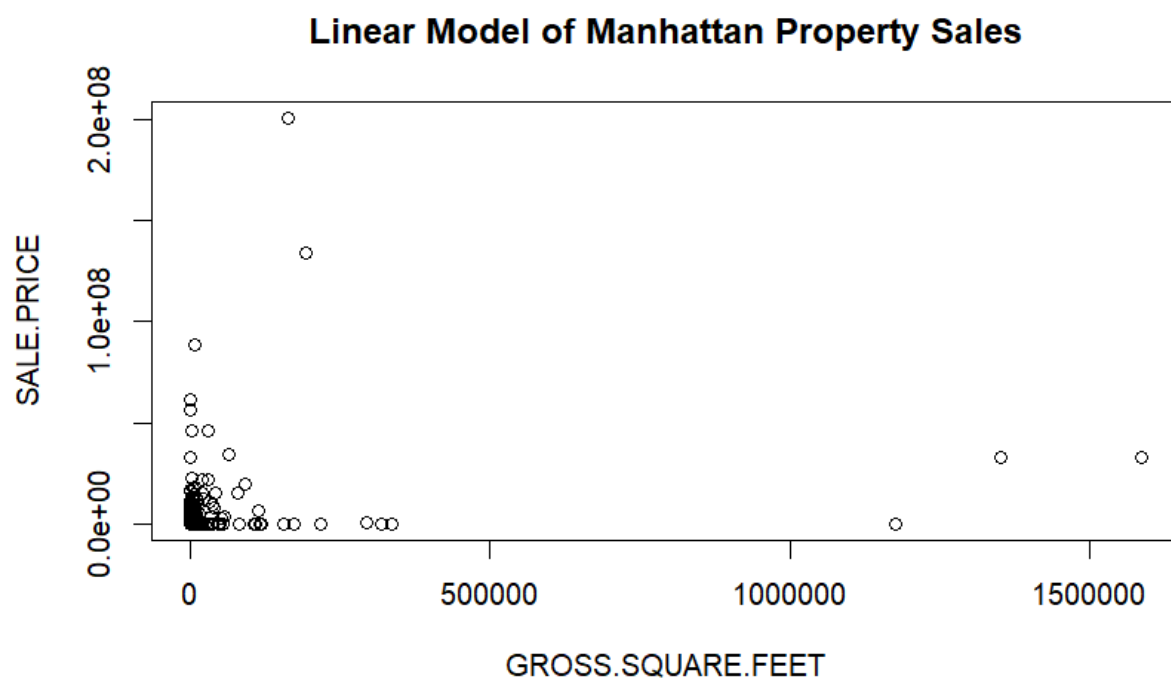 Linear Model of Manhattan Property Sales
2.0e+08
1.0e+08
0.0e+00
SALE.PRICE
0
500000
1000000
1500000
GROSS.SQUARE.FEET